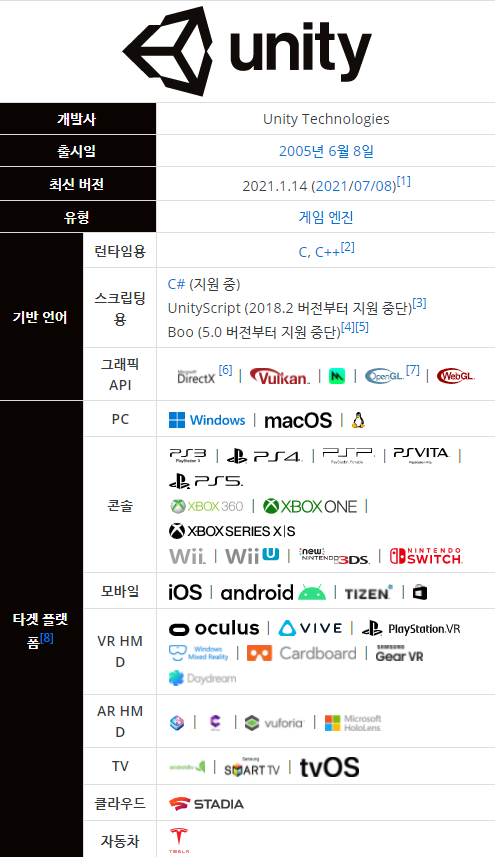 unity
개발사
Unity Technologies
출시일
2005년 6월 8일
최신 버전
2021.1.14 (2021/07/08)[1]
유형
게임 엔진
기반 언어
런타임용
C, C++[2]
스크립팅
용
C# (지원 중)
UnityScript (2018.2 버전부터 지원 중단)[3]
Boo (5.0 버전부터 지원 중단)[4][5]
그래픽
API
Microsoft DirectX [6] | Vulkan | | OpenGL [7] | WebGL
타겟 플랫
폼[8]
PC
Windows | macOS |
콘솔
PS3 PlayStation 3 | PS4 | PSP PlayStation Portable | PSVITA |
PS5
XBOX 360 | XBOX ONE |
XBOX SERIES X|S
Wii | Wii U | new NINTENDO 3DS | NINTENDO SWITCH
모바일
iOS | android | TIZEN |
VR HM
D
oculus | VIVE | PlayStation VR
Windows Mixed Reality | Cardboard | SAMSUNG Gear VR
Daydream
AR HM
D
| | vuforia | Microsoft HoloLens
TV
androidtv | Samsung SMART TV | tvOS
클라우드
STADIA
자동차
TESLA